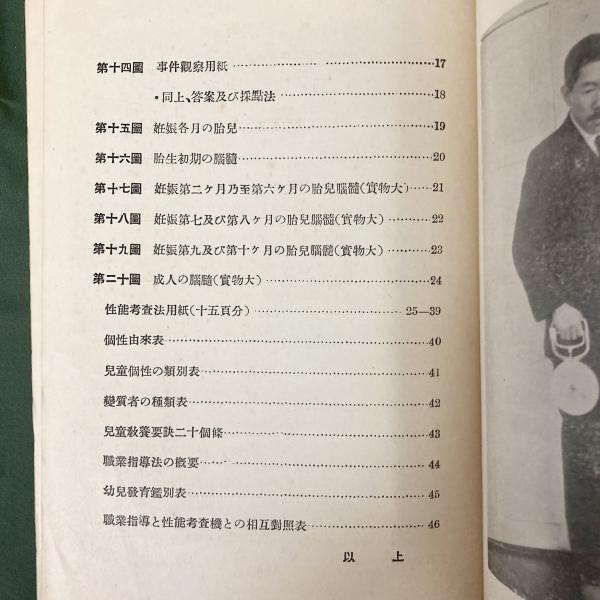 第十四圖 事件觀察用紙……………………17
・同上、答案及び採點法……………………18
第十五圖 妊娠各月の胎兒……………………19
第十六圖 胎生初期の腦髓……………………20
第十七圖 妊娠第二ヶ月乃至第六ヶ月の胎兒腦髓(實物大)……21
第十八圖 妊娠第七及び第八ヶ月の胎兒腦髓(實物大)………22
第十九圖 妊娠第九及び第十ヶ月の胎兒腦髓(實物大)………23
第二十圖 成人の腦髓(實物大)……………………24
性能考査法用紙(十五頁分)……………………25—39
個性由來表……………………40
兒童個性の類別表……………………41
變質者の種類表……………………42
兒童敎養要訣二十個條……………………43
職業指導法の概要……………………44
幼兒發育鑑別表……………………45
職業指導と性能考査機との相互對照表……………………46
以上